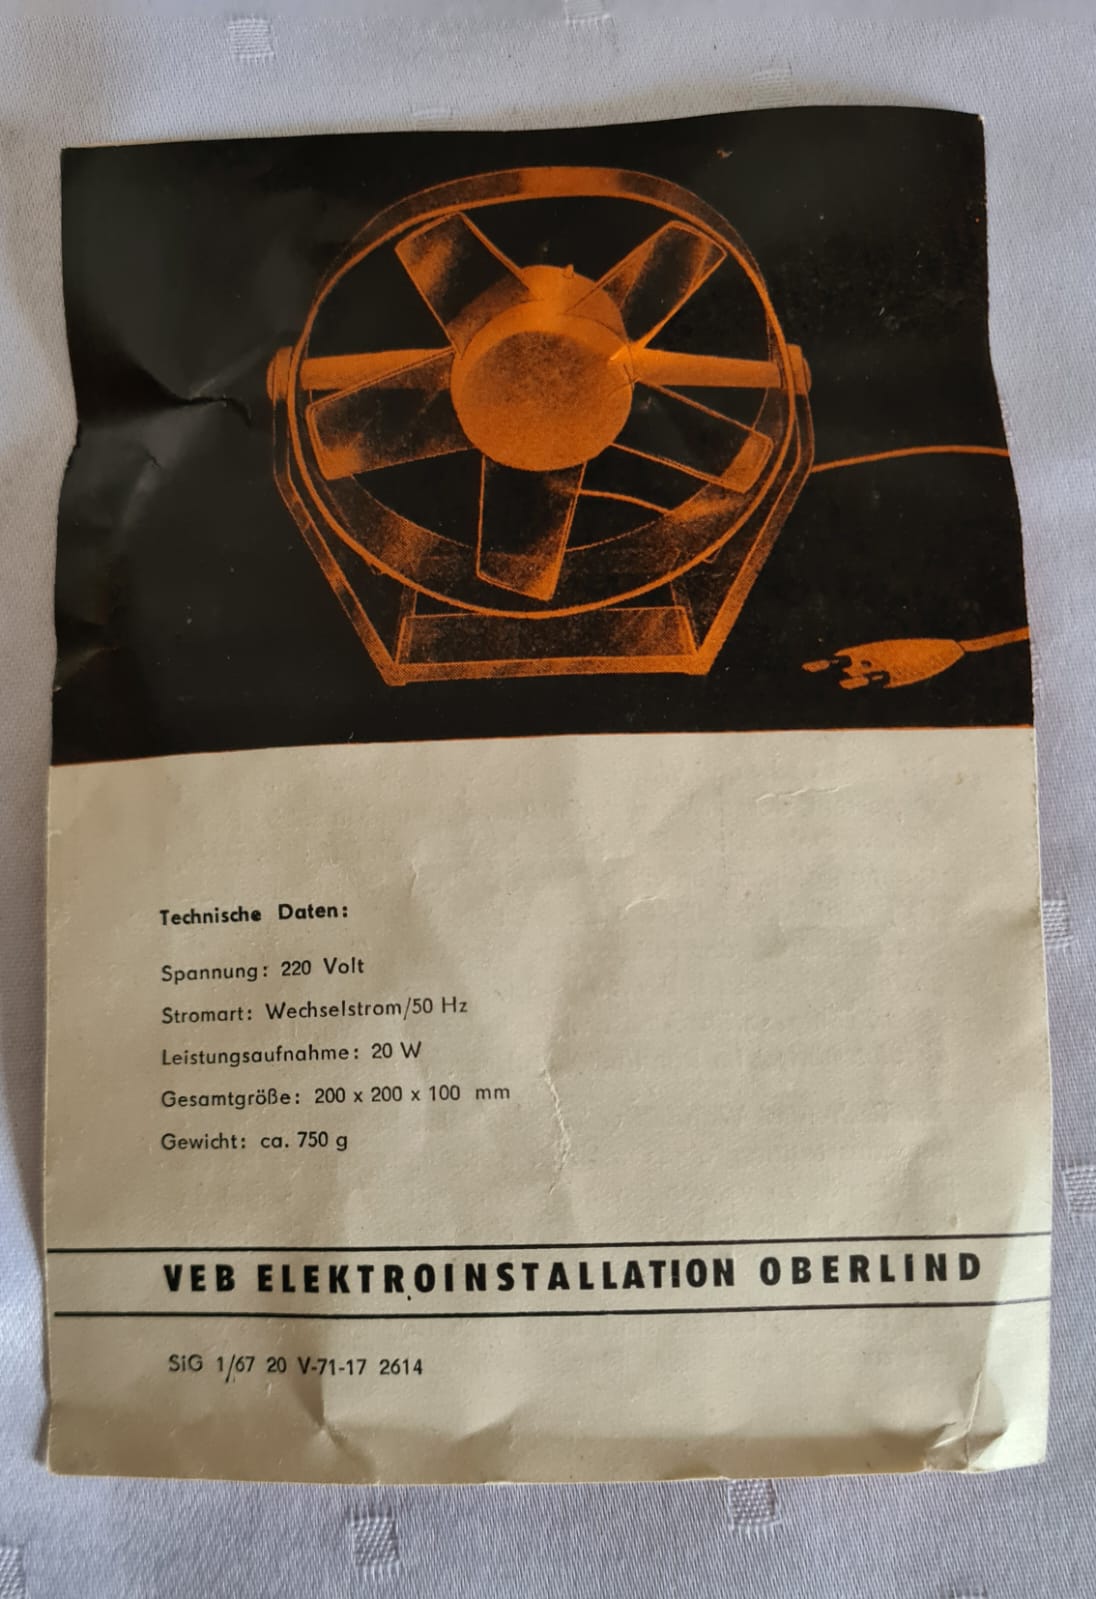 Technische Daten:
Spannung: 220 Volt
Stromart: Wechselstrom/50 Hz
Leistungsaufnahme: 20 W
Gesamtgröße: 200 x 200 x 100 mm
Gewicht: ca. 750 g
VEB ELEKTROINSTALLATION OBERLIND
SiG 1/67 20 V-71-17 2614